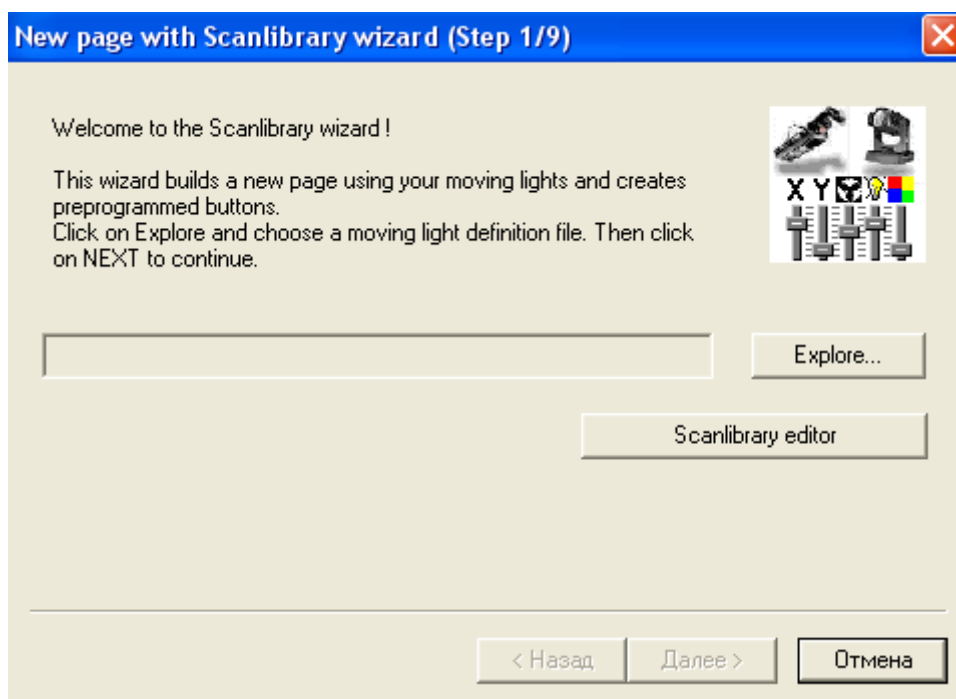 New page with Scanlibrary wizard (Step 1/9)
Welcome to the Scanlibrary wizard !
This wizard builds a new page using your moving lights and creates
preprogrammed buttons.
Click on Explore and choose a moving light definition file. Then click
on NEXT to continue.
X Y
Explore...
Scanlibrary editor
< Назад
Далее >
Отмена